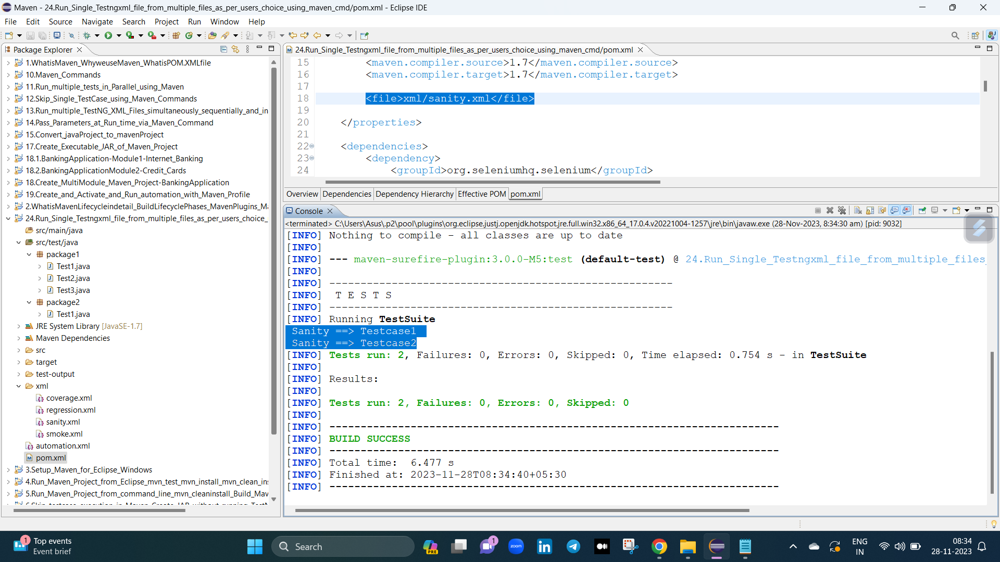 Maven - 24.Run_Single_Testngxml_file_from_multiple_files_as_per_users_choice_using_maven_cmd/pom.xml - Eclipse IDE
File Edit Source Navigate Search Project Run Window Help
Package Explorer
1.WhatisMaven_WhyweuseMaven_WhatisPOM.XMLfile
10.Maven_Commands
11.Run_multiple_tests_in_Parallel_using_Maven
12.Skip_Single_TestCase_using_Maven_Commands
13.Run_multiple_TestNG_XML_Files_simultaneously_sequentially_and_in
14.Pass_Parameters_at_Run_time_via_Maven_Command
15.Convert_javaProject_to_mavenProject
17.Create_Executable_JAR_of_Maven_Project
18.1.BankingApplication-Module1-Internet_Banking
18.2.BankingApplicationModule2-Credit_Cards
18.Create_MultiModule_Maven_Project-BankingApplication
19.Create_and_Activate_and_Run_automation_with_Maven_Profile
2.WhatisMavenLifecycleindetail_BuildLifecyclePhases_MavenPlugins_M
24.Run_Single_Testngxml_file_from_multiple_files_as_per_users_choice_
src/main/java
src/test/java
package1
Test1.java
Test2.java
Test3.java
package2
Test1.java
JRE System Library [JavaSE-1.7]
Maven Dependencies
src
target
test-output
xml
coverage.xml
regression.xml
sanity.xml
smoke.xml
automation.xml
pom.xml
3.Setup_Maven_for_Eclipse_Windows
4.Run_Maven_Project_from_Eclipse_mvn_test_mvn_install_mvn_clean_in
5.Run_Maven_Project_from_command_line_mvn_cleaninstall_Build_Mav
24.Run_Single_Testngxml_file_from_multiple_files_as_per_users_choice_using_maven_cmd/pom.xml
15 <maven.compiler.source>1.7</maven.compiler.source>
16 <maven.compiler.target>1.7</maven.compiler.target>
17
18 <file>xml/sanity.xml</file>
19
20 </properties>
21
22 <dependencies>
23 <dependency>
24 <groupId>org.seleniumhq.selenium</groupId>
Overview Dependencies Dependency Hierarchy Effective POM pom.xml
Console
<terminated> C:\Users\Asus\.p2\pool\plugins\org.eclipse.justj.openjdk.hotspot.jre.full.win32.x86_64_17.0.4.v20221004-1257\jre\bin\javaw.exe (28-Nov-2023, 8:34:30 am) [pid: 9032]
[INFO] Nothing to compile - all classes are up to date
[INFO]
[INFO] --- maven-surefire-plugin:3.0.0-M5:test (default-test) @ 24.Run_Single_Testngxml_file_from_multiple_files_
[INFO]
[INFO] -------------------------------------------------------
[INFO] T E S T S
[INFO] -------------------------------------------------------
[INFO] Running TestSuite
Sanity ==> Testcase1
Sanity ==> Testcase2
[INFO] Tests run: 2, Failures: 0, Errors: 0, Skipped: 0, Time elapsed: 0.754 s - in TestSuite
[INFO]
[INFO] Results:
[INFO]
[INFO] Tests run: 2, Failures: 0, Errors: 0, Skipped: 0
[INFO]
[INFO] ------------------------------------------------------------------------
[INFO] BUILD SUCCESS
[INFO] ------------------------------------------------------------------------
[INFO] Total time: 6.477 s
[INFO] Finished at: 2023-11-28T08:34:40+05:30
[INFO] ------------------------------------------------------------------------
1
Top events
Event brief
Search
PRE
1
zoom
in
ENG
IN
08:34
28-11-2023